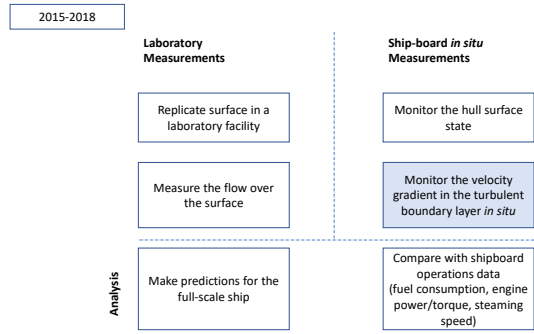 2015-2018
Laboratory
Measurements
Ship-board in situ
Measurements
Replicate surface in a
laboratory facility
Monitor the hull surface
state
Measure the flow over
the surface
Monitor the velocity
gradient in the turbulent
boundary layer in situ
Analysis
Make predictions for the
full-scale ship
Compare with shipboard
operations data
(fuel consumption, engine
power/torque, steaming
speed)